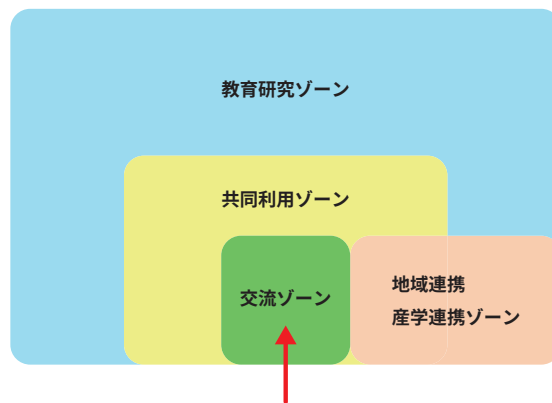 教育研究ゾーン
共同利用ゾーン
交流ゾーン
地域連携
産学連携ゾーン